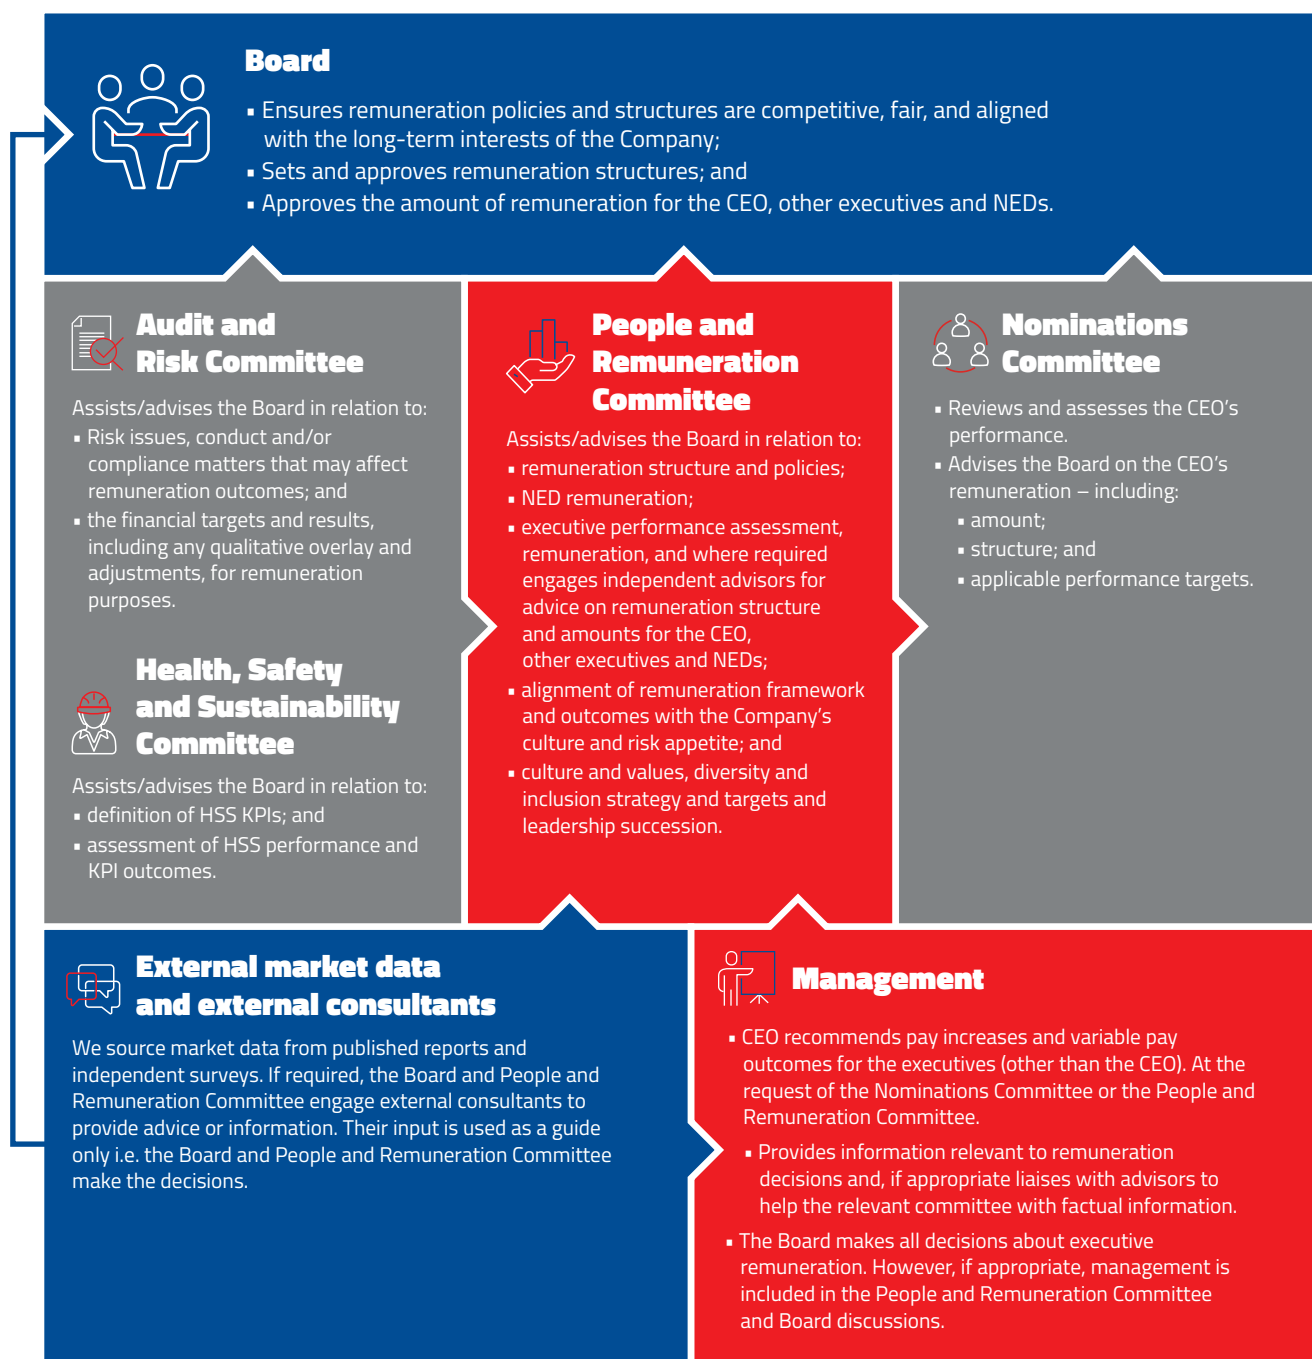 Board
▪ Ensures remuneration policies and structures are competitive, fair, and aligned
with the long-term interests of the Company;
▪ Sets and approves remuneration structures; and
▪ Approves the amount of remuneration for the CEO, other executives and NEDs.
Audit and
Risk Committee
Assists/advises the Board in relation to:
▪ Risk issues, conduct and/or
compliance matters that may affect
remuneration outcomes; and
▪ the financial targets and results,
including any qualitative overlay and
adjustments, for remuneration
purposes.
Health, Safety
and Sustainability
Committee
Assists/advises the Board in relation to:
▪ definition of HSS KPIs; and
▪ assessment of HSS performance and
KPI outcomes.
People and
Remuneration
Committee
Assists/advises the Board in relation to:
▪ remuneration structure and policies;
▪ NED remuneration;
▪ executive performance assessment,
remuneration, and where required
engages independent advisors for
advice on remuneration structure
and amounts for the CEO,
other executives and NEDs;
▪ alignment of remuneration framework
and outcomes with the Company's
culture and risk appetite; and
▪ culture and values, diversity and
inclusion strategy and targets and
leadership succession.
Nominations
Committee
▪ Reviews and assesses the CEO's
performance.
▪ Advises the Board on the CEO's
remuneration – including:
▪ amount;
▪ structure; and
▪ applicable performance targets.
External market data
and external consultants
We source market data from published reports and
independent surveys. If required, the Board and People and
Remuneration Committee engage external consultants to
provide advice or information. Their input is used as a guide
only i.e. the Board and People and Remuneration Committee
make the decisions.
Management
▪ CEO recommends pay increases and variable pay
outcomes for the executives (other than the CEO). At the
request of the Nominations Committee or the People and
Remuneration Committee.
▪ Provides information relevant to remuneration
decisions and, if appropriate liaises with advisors to
help the relevant committee with factual information.
▪ The Board makes all decisions about executive
remuneration. However, if appropriate, management is
included in the People and Remuneration Committee
and Board discussions.